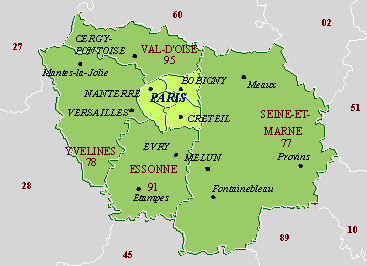 60
02
27
CERGY-
PONTOISE
VAL-D'OISE
95
Mantes-la-Jolie
BOBIGNY
Meaux
NANTERRE
PARIS
VERSAILLES
CRETEIL
SEINE-ET-
MARNE
77
51
YVELINES
78
EVRY
MELUN
Provins
ESSONNE
91
28
Etampes
Fontainebleau
45
89
10